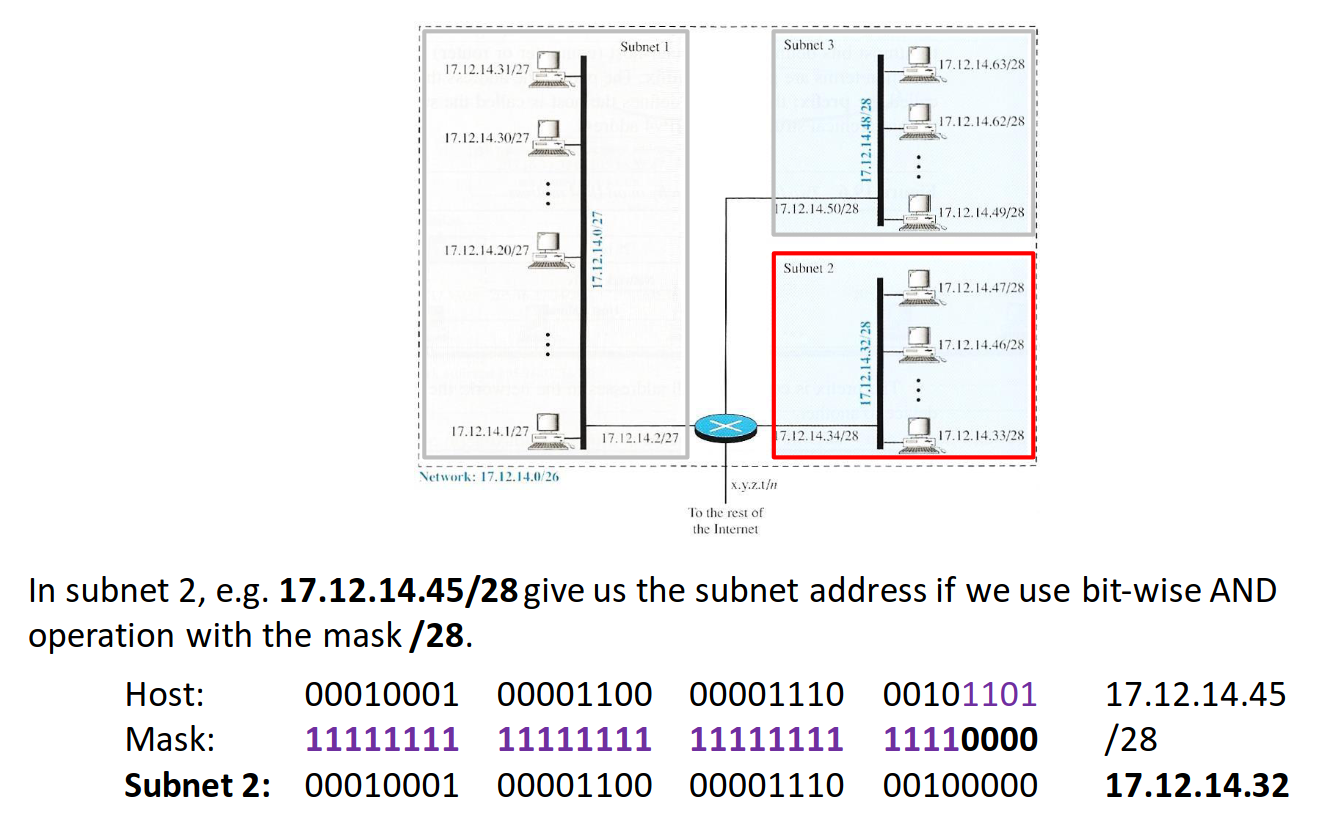 Subnet 1
17.12.14.31/27
17.12.14.30/27
17.12.14.20/27
17.12.14.1/27
17.12.14.0/27
17.12.14.2/27
Subnet 3
17.12.14.63/28
17.12.14.62/28
17.12.14.49/28
17.12.14.48/28
17.12.14.50/28
Subnet 2
17.12.14.47/28
17.12.14.46/28
17.12.14.33/28
17.12.14.32/28
17.12.14.34/28
Network: 17.12.14.0/26
x.y.z.t/n
To the rest of
the Internet
In subnet 2, e.g. 17.12.14.45/28 give us the subnet address if we use bit-wise AND
operation with the mask /28.
Host: 00010001 00001100 00001110 00101101 17.12.14.45
Mask: 11111111 11111111 11111111 11110000 /28
Subnet 2: 00010001 00001100 00001110 00100000 17.12.14.32